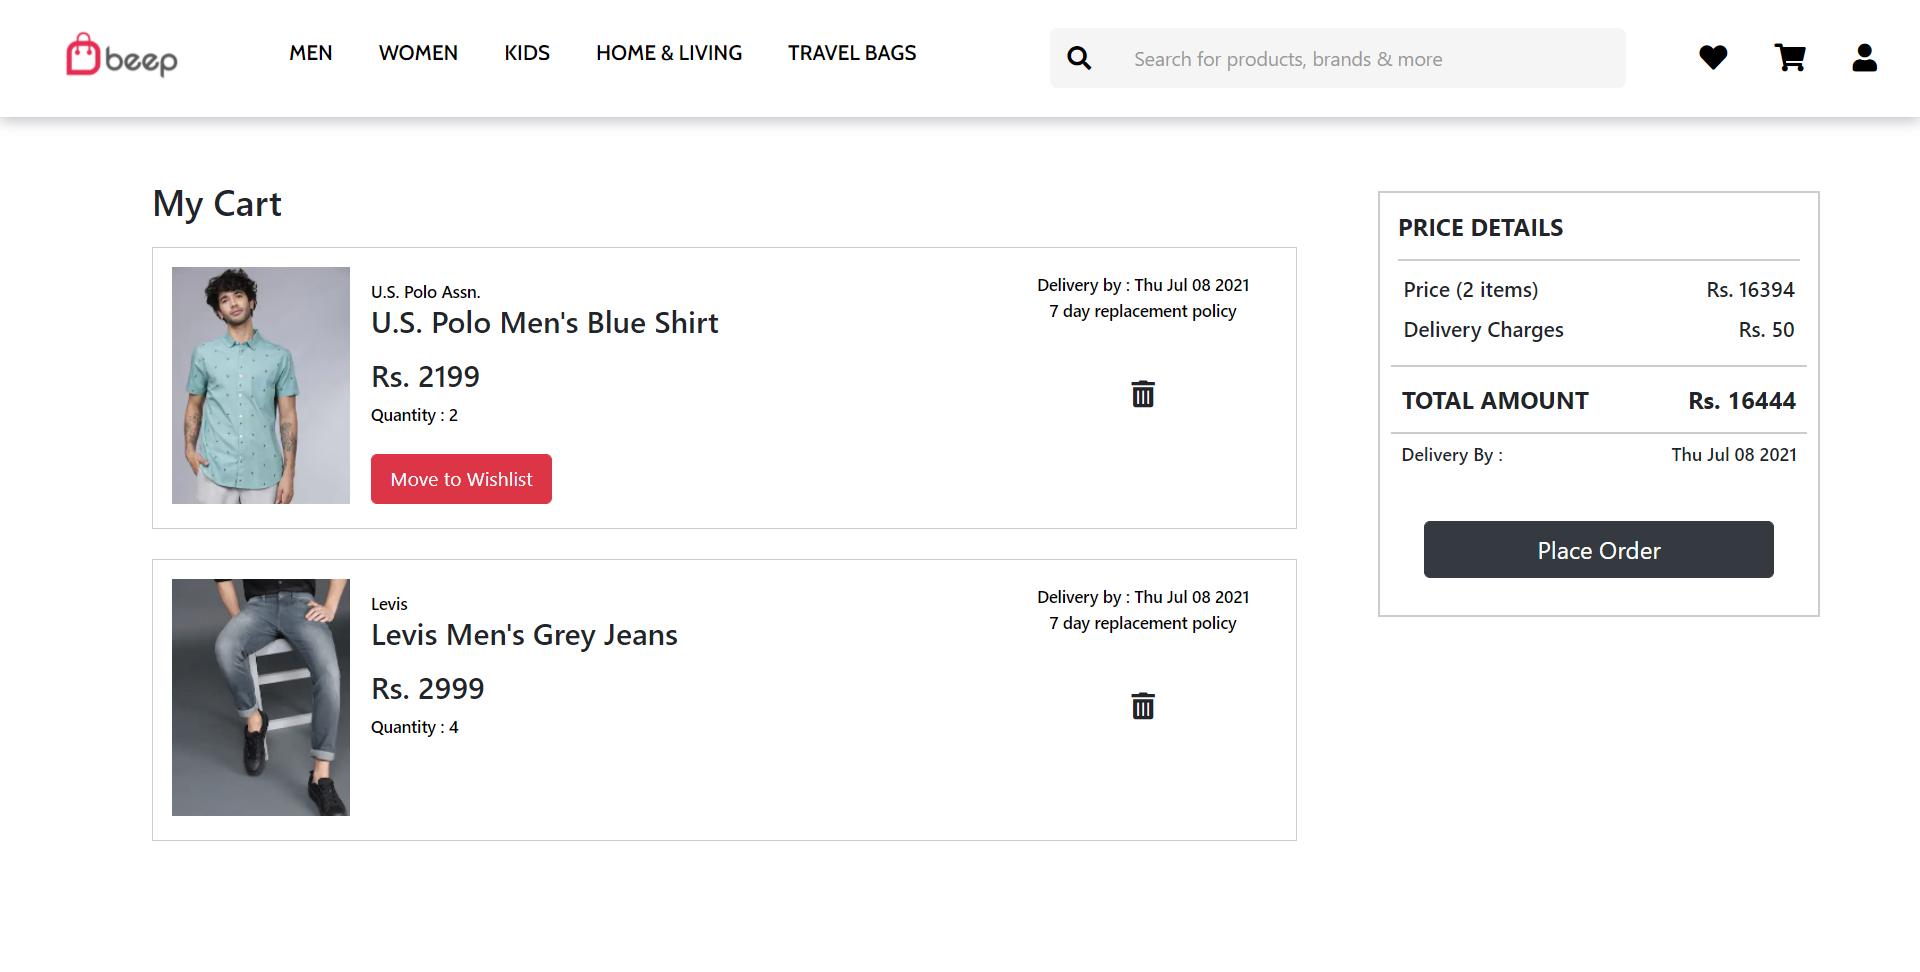 beep
MEN WOMEN KIDS HOME & LIVING TRAVEL BAGS
Search for products, brands & more
My Cart
U.S. Polo Assn.
U.S. Polo Men's Blue Shirt
Rs. 2199
Quantity : 2
Move to Wishlist
Delivery by : Thu Jul 08 2021
7 day replacement policy
Levis
Levis Men's Grey Jeans
Rs. 2999
Quantity : 4
Delivery by : Thu Jul 08 2021
7 day replacement policy
PRICE DETAILS
Price (2 items) Rs. 16394
Delivery Charges Rs. 50
TOTAL AMOUNT Rs. 16444
Delivery By : Thu Jul 08 2021
Place Order